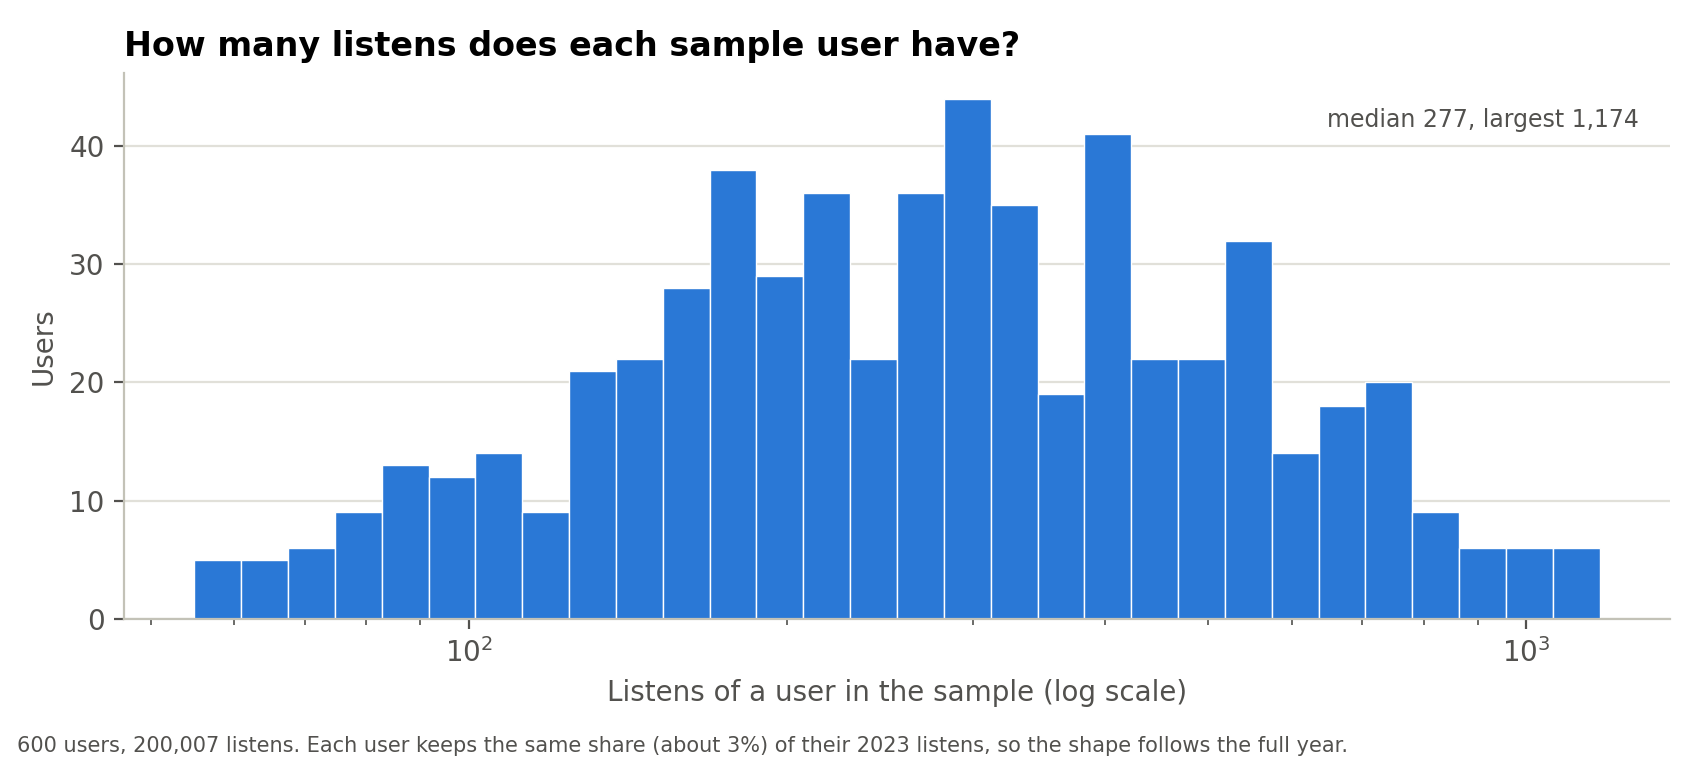 How many listens does each sample user have?
median 277, largest 1,174
Users
40
30
20
10
0
10²
10³
Listens of a user in the sample (log scale)
600 users, 200,007 listens. Each user keeps the same share (about 3%) of their 2023 listens, so the shape follows the full year.